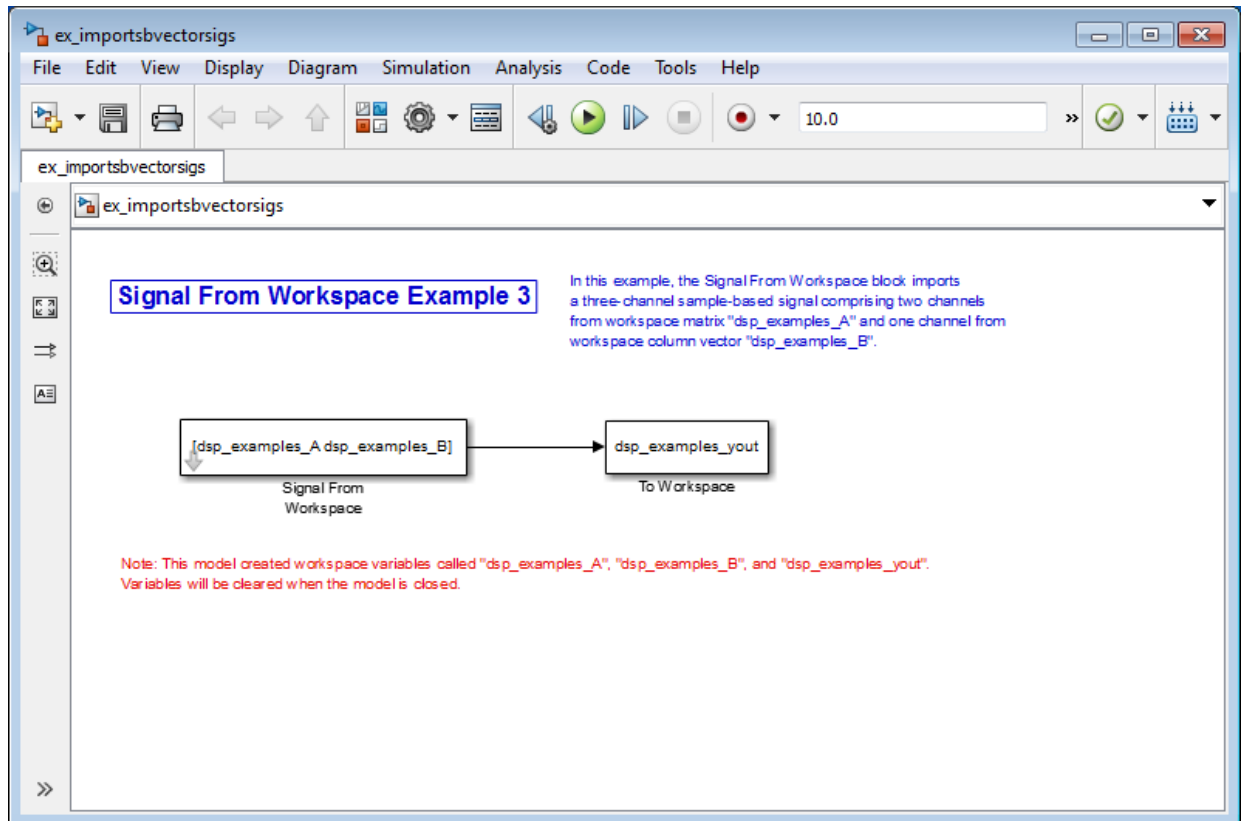 ex_importsbvectorsigs
File Edit View Display Diagram Simulation Analysis Code Tools Help
10.0
ex_importsbvectorsigs
ex_importsbvectorsigs
Signal From Workspace Example 3
In this example, the Signal From Workspace block imports
a three-channel sample-based signal comprising two channels
from workspace matrix "dsp_examples_A" and one channel from
workspace column vector "dsp_examples_B".
[dsp_examples_A dsp_examples_B]
Signal From
Workspace
dsp_examples_yout
To Workspace
Note: This model created workspace variables called "dsp_examples_A", "dsp_examples_B", and "dsp_examples_yout".
Variables will be cleared when the model is closed.